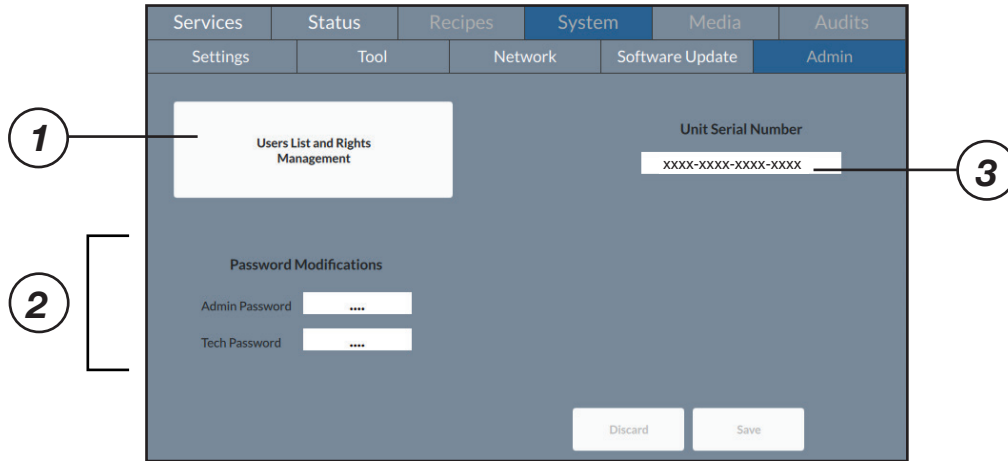 Services Status Recipes System Media Audits
Settings Tool Network Software Update Admin
1
Users List and Rights
Management
Unit Serial Number
xxxx-xxxx-xxxx-xxxx
3
2
Password Modifications
Admin Password ....
Tech Password ....
Discard Save